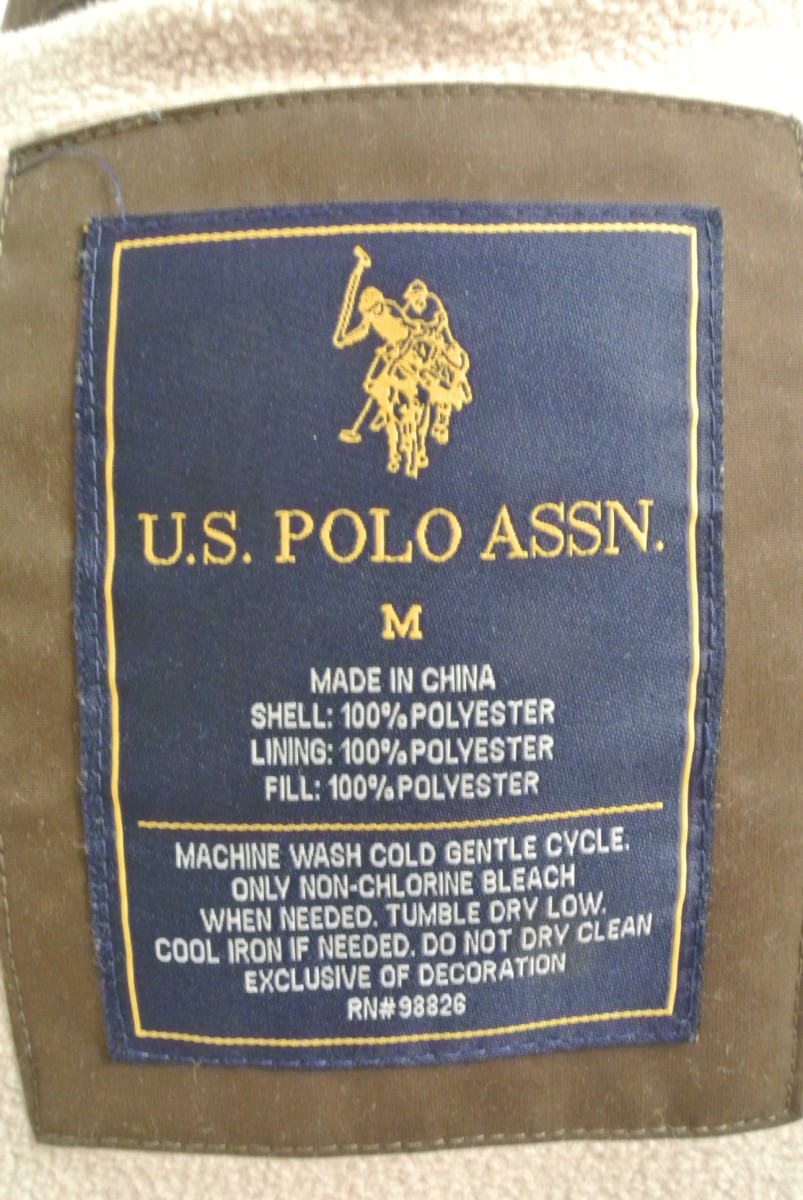 U.S. POLO ASSN.
M
MADE IN CHINA
SHELL: 100% POLYESTER
LINING: 100% POLYESTER
FILL: 100% POLYESTER
MACHINE WASH COLD GENTLE CYCLE.
ONLY NON-CHLORINE BLEACH
WHEN NEEDED. TUMBLE DRY LOW.
COOL IRON IF NEEDED. DO NOT DRY CLEAN
EXCLUSIVE OF DECORATION
RN#98826